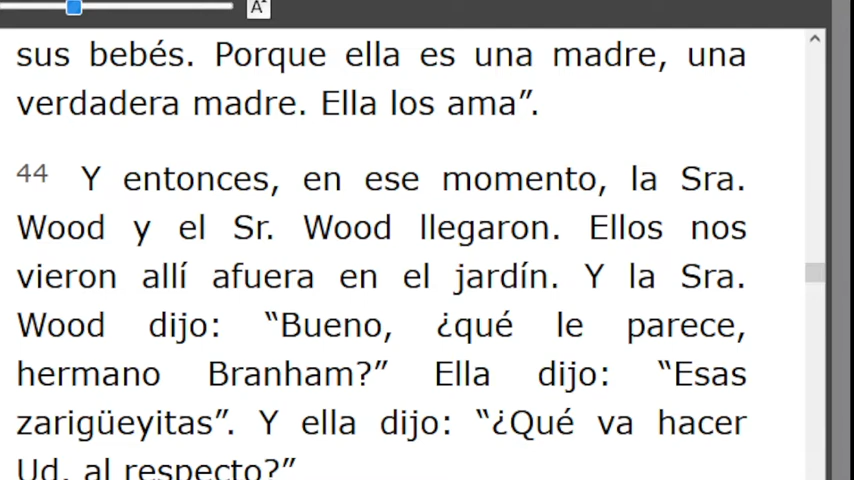 A
sus bebés. Porque ella es una madre, una
verdadera madre. Ella los ama”.
44 Y entonces, en ese momento, la Sra.
Wood y el Sr. Wood llegaron. Ellos nos
vieron allí afuera en el jardín. Y la Sra.
Wood dijo: “Bueno, ¿qué le parece,
hermano Branham?” Ella dijo: “Esas
zarigüeyitas”. Y ella dijo: “¿Qué va hacer
Ud. al respecto?”